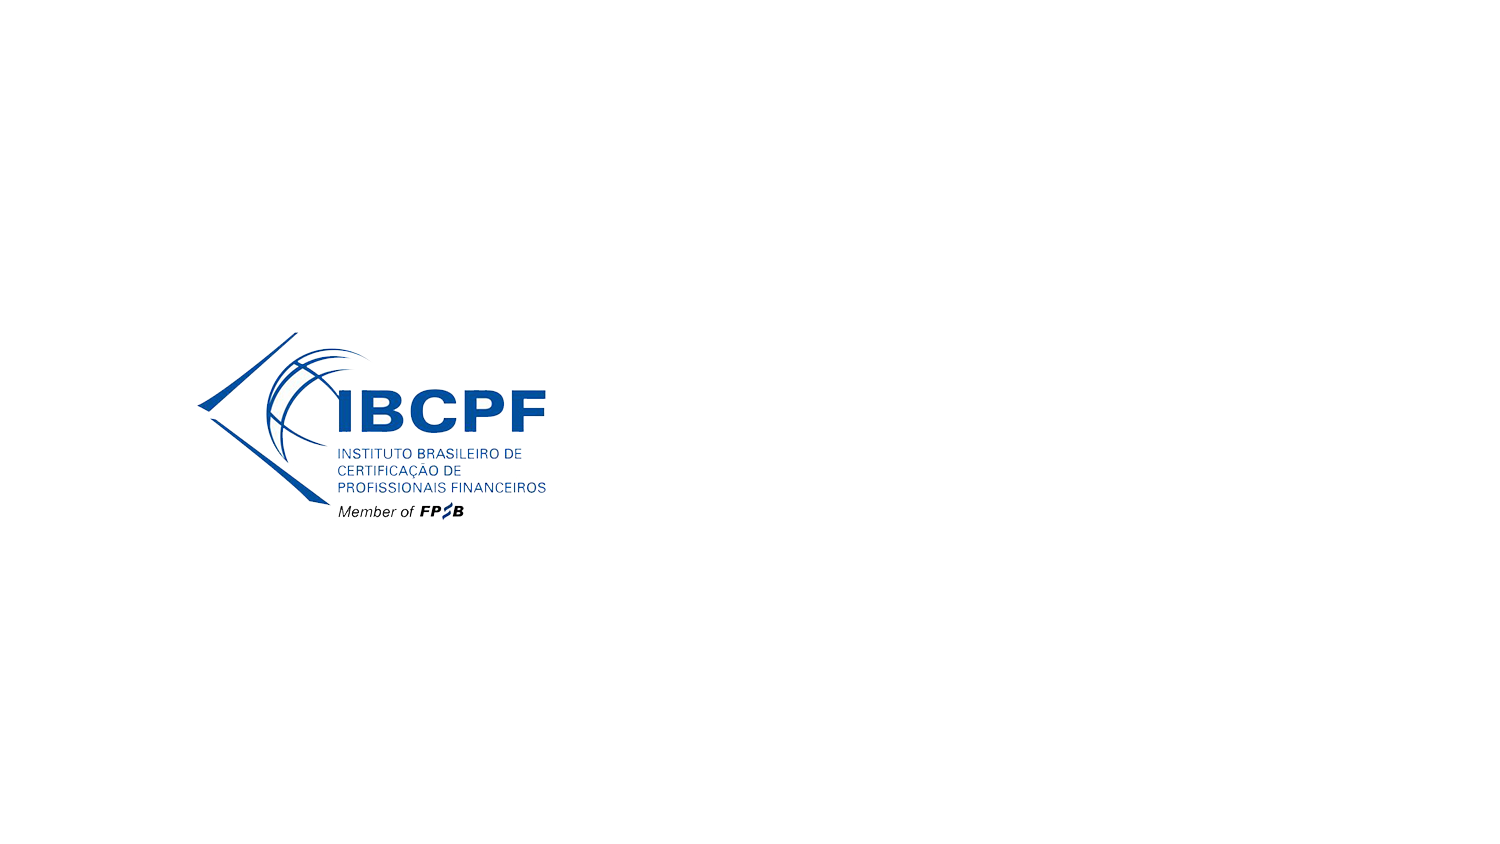 IBCPF
INSTITUTO BRASILEIRO DE
CERTIFICAÇÃO DE
PROFISSIONAIS FINANCEIROS
Member of FPSB